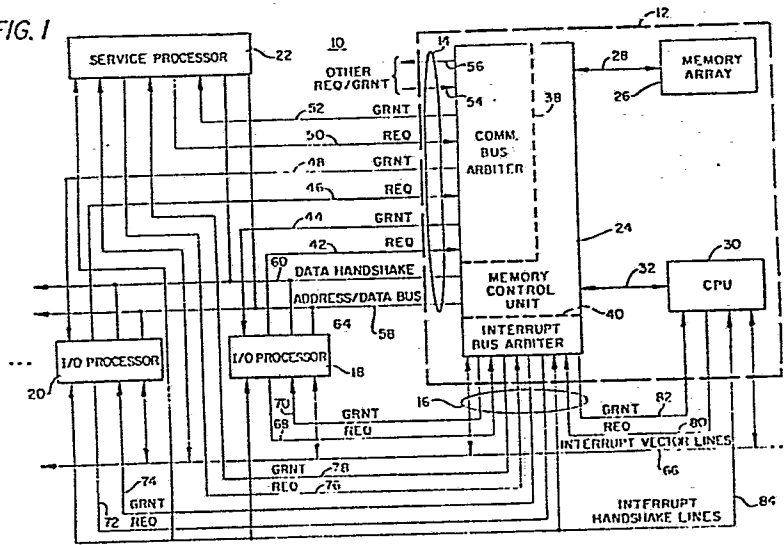 FIG. 1
10
12
SERVICE PROCESSOR
22
14
OTHER REQ/GRNT
56
54
38
28
MEMORY ARRAY
26
52
GRNT
COMM. BUS ARBITER
50
REQ
48
GRNT
46
REQ
24
44
GRNT
42
REQ
30
60
DATA HANDSHAKE
MEMORY CONTROL UNIT
32
CPU
ADDRESS/DATA BUS
40
64
58
INTERRUPT BUS ARBITER
I/O PROCESSOR
I/O PROCESSOR
20
18
16
70
GRNT
GRNT
82
68
REQ
REQ
80
INTERRUPT VECTOR LINES
66
74
GRNT
78
REQ
76
GRNT
72
REQ
INTERRUPT HANDSHAKE LINES
84